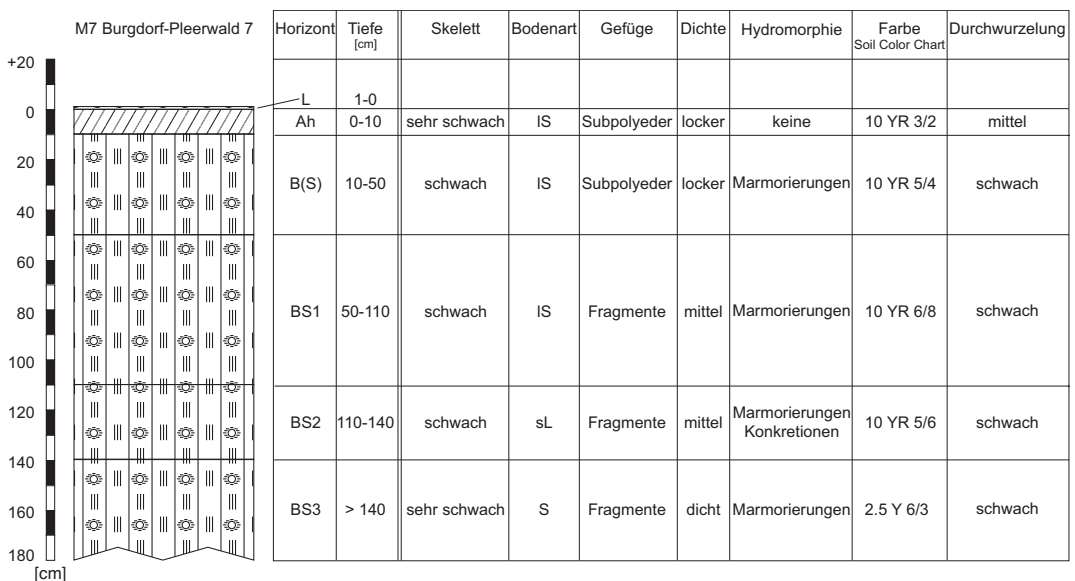 M7 Burgdorf-Pleerwald 7
Horizont Tiefe [cm] Skelett Bodenart Gefüge Dichte Hydromorphie Farbe Soil Color Chart Durchwurzelung
L 1-0
Ah 0-10 sehr schwach lS Subpolyeder locker keine 10 YR 3/2 mittel
B(S) 10-50 schwach lS Subpolyeder locker Marmorierungen 10 YR 5/4 schwach
BS1 50-110 schwach lS Fragmente mittel Marmorierungen 10 YR 6/8 schwach
BS2 110-140 schwach sL Fragmente mittel Marmorierungen Konkretionen 10 YR 5/6 schwach
BS3 > 140 sehr schwach S Fragmente dicht Marmorierungen 2.5 Y 6/3 schwach
+20
0
20
40
60
80
100
120
140
160
180
[cm]